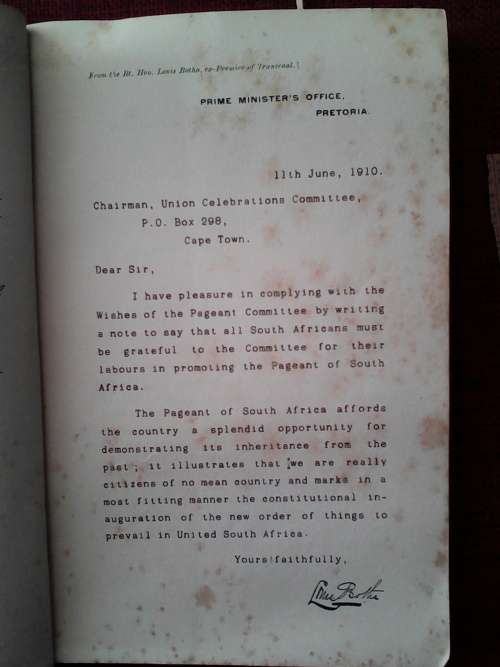 From the Rt. Hon. Louis Botha, ex-Premier of Transvaal.]
PRIME MINISTER'S OFFICE,
PRETORIA.
11th June, 1910.
Chairman, Union Celebrations Committee,
P.O. Box 298,
Cape Town.
Dear Sir,
I have pleasure in complying with the
Wishes of the Pageant Committee by writing
a note to say that all South Africans must
be grateful to the Committee for their
labours in promoting the Pageant of South
Africa.
The Pageant of South Africa affords
the country a splendid opportunity for
demonstrating its inheritance from the
past; it illustrates that we are really
citizens of no mean country and marks in a
most fitting manner the constitutional in-
auguration of the new order of things to
prevail in United South Africa.
Yours faithfully,
Louis Botha